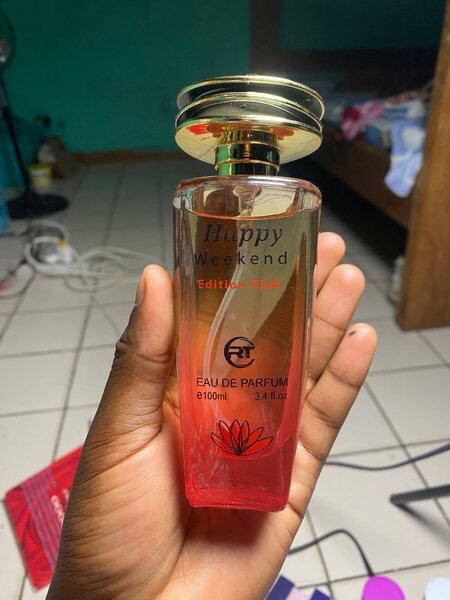 Happy
Weekend
Edition Pink
RT
EAU DE PARFUM
e100ml. 3.4 fl.oz